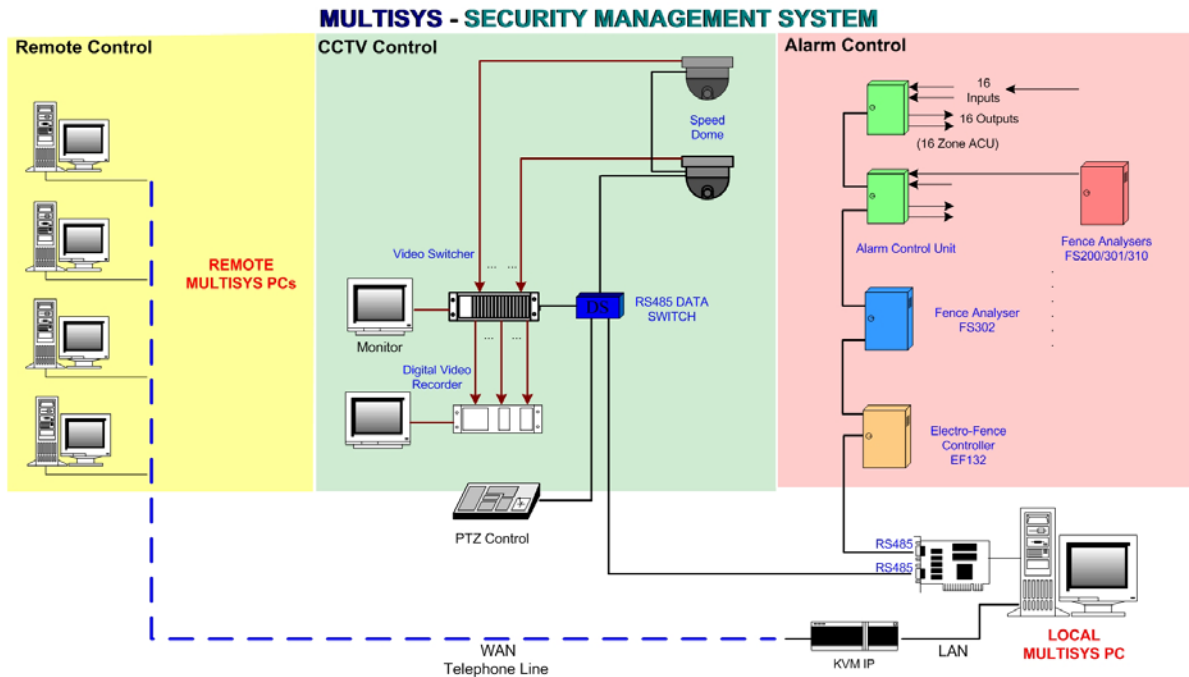 MULTISYS - SECURITY MANAGEMENT SYSTEM
Remote Control
REMOTE
MULTISYS PCs
CCTV Control
Speed
Dome
Video Switcher
... ...
DS
RS485 DATA
SWITCH
Monitor
... ...
Digital Video
Recorder
PTZ Control
Alarm Control
16
Inputs
16 Outputs
(16 Zone ACU)
Alarm Control Unit
Fence Analysers
FS200/301/310
Fence Analyser
FS302
Electro-Fence
Controller
EF132
RS485
RS485
LOCAL
MULTISYS PC
WAN
Telephone Line
KVM IP
LAN